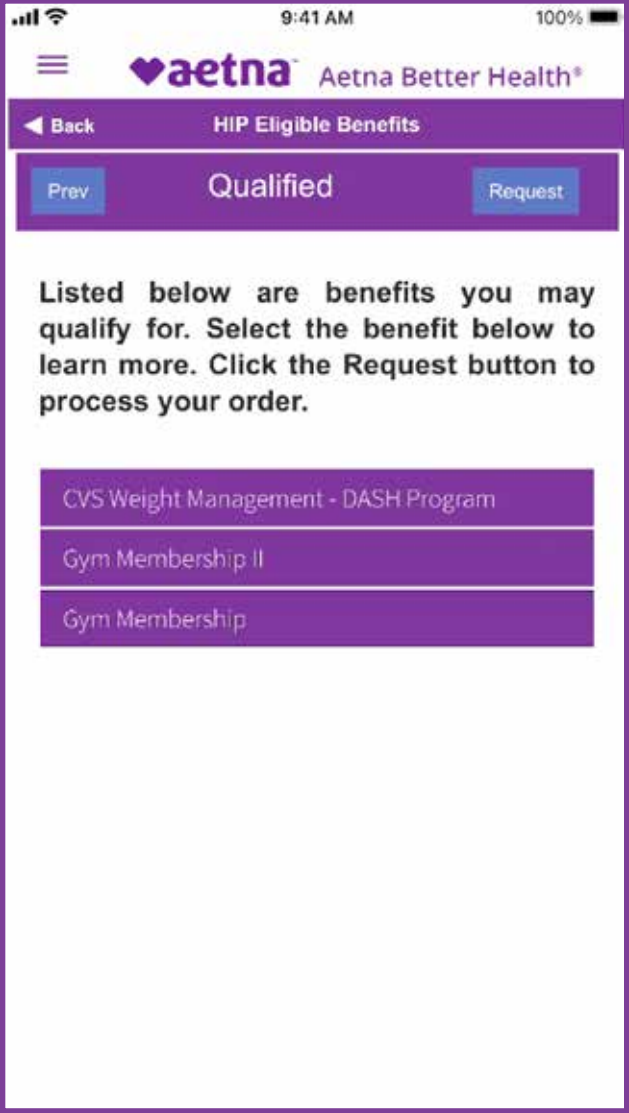 9:41 AM 100%
aetna™ Aetna Better Health®
Back HIP Eligible Benefits
Prev Qualified Request
Listed below are benefits you may
qualify for. Select the benefit below to
learn more. Click the Request button to
process your order.
CVS Weight Management - DASH Program
Gym Membership II
Gym Membership